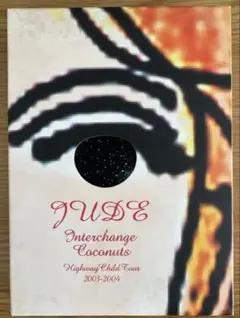 JUDE
Interchange
Coconuts
Highway Child Tour
2003-2004